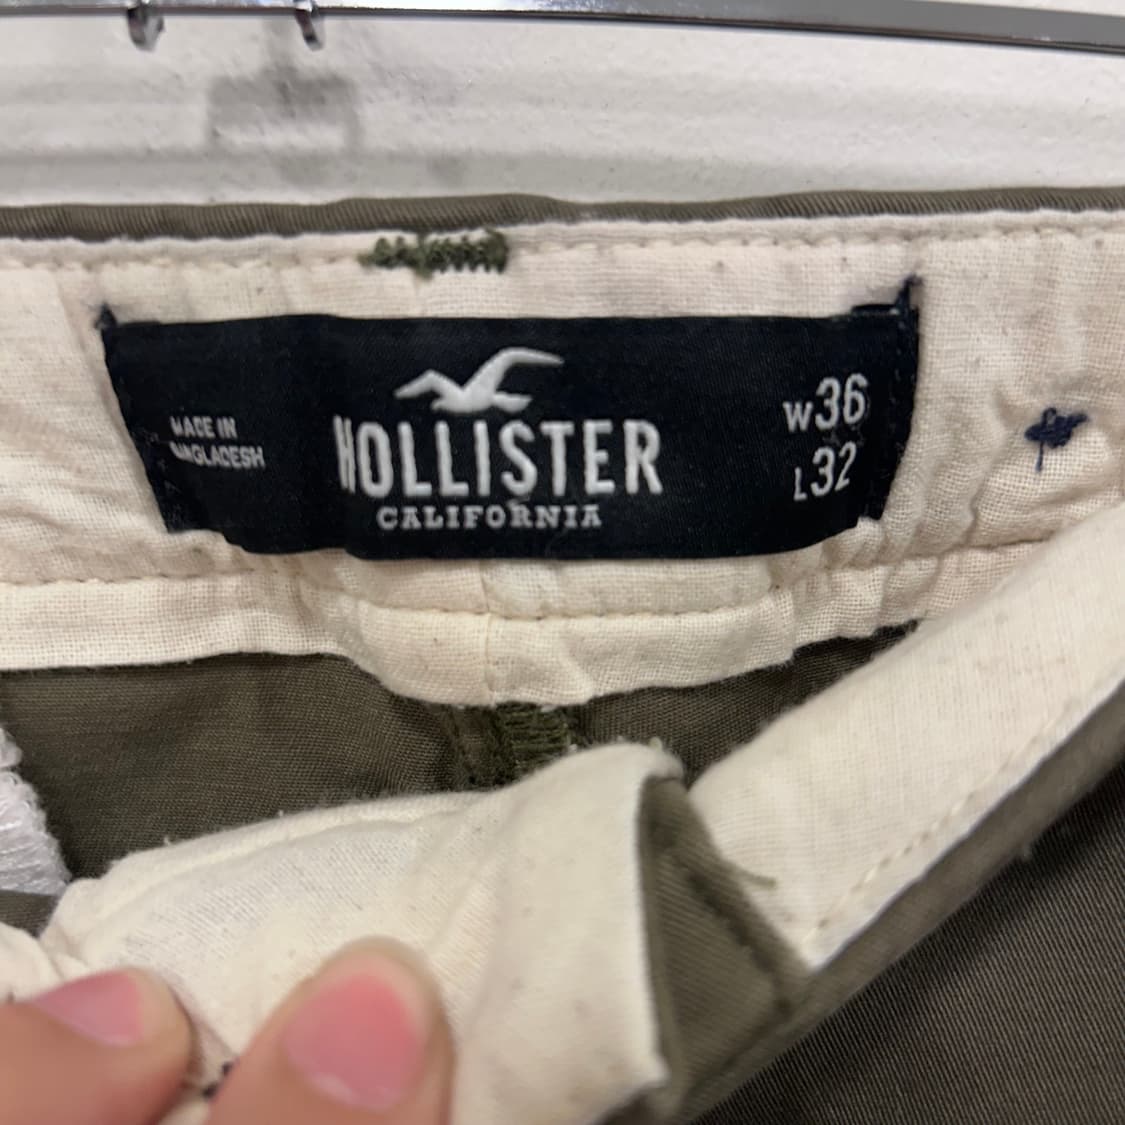 MADE IN
BANGLADESH
HOLLISTER
CALIFORNIA
W36
L32